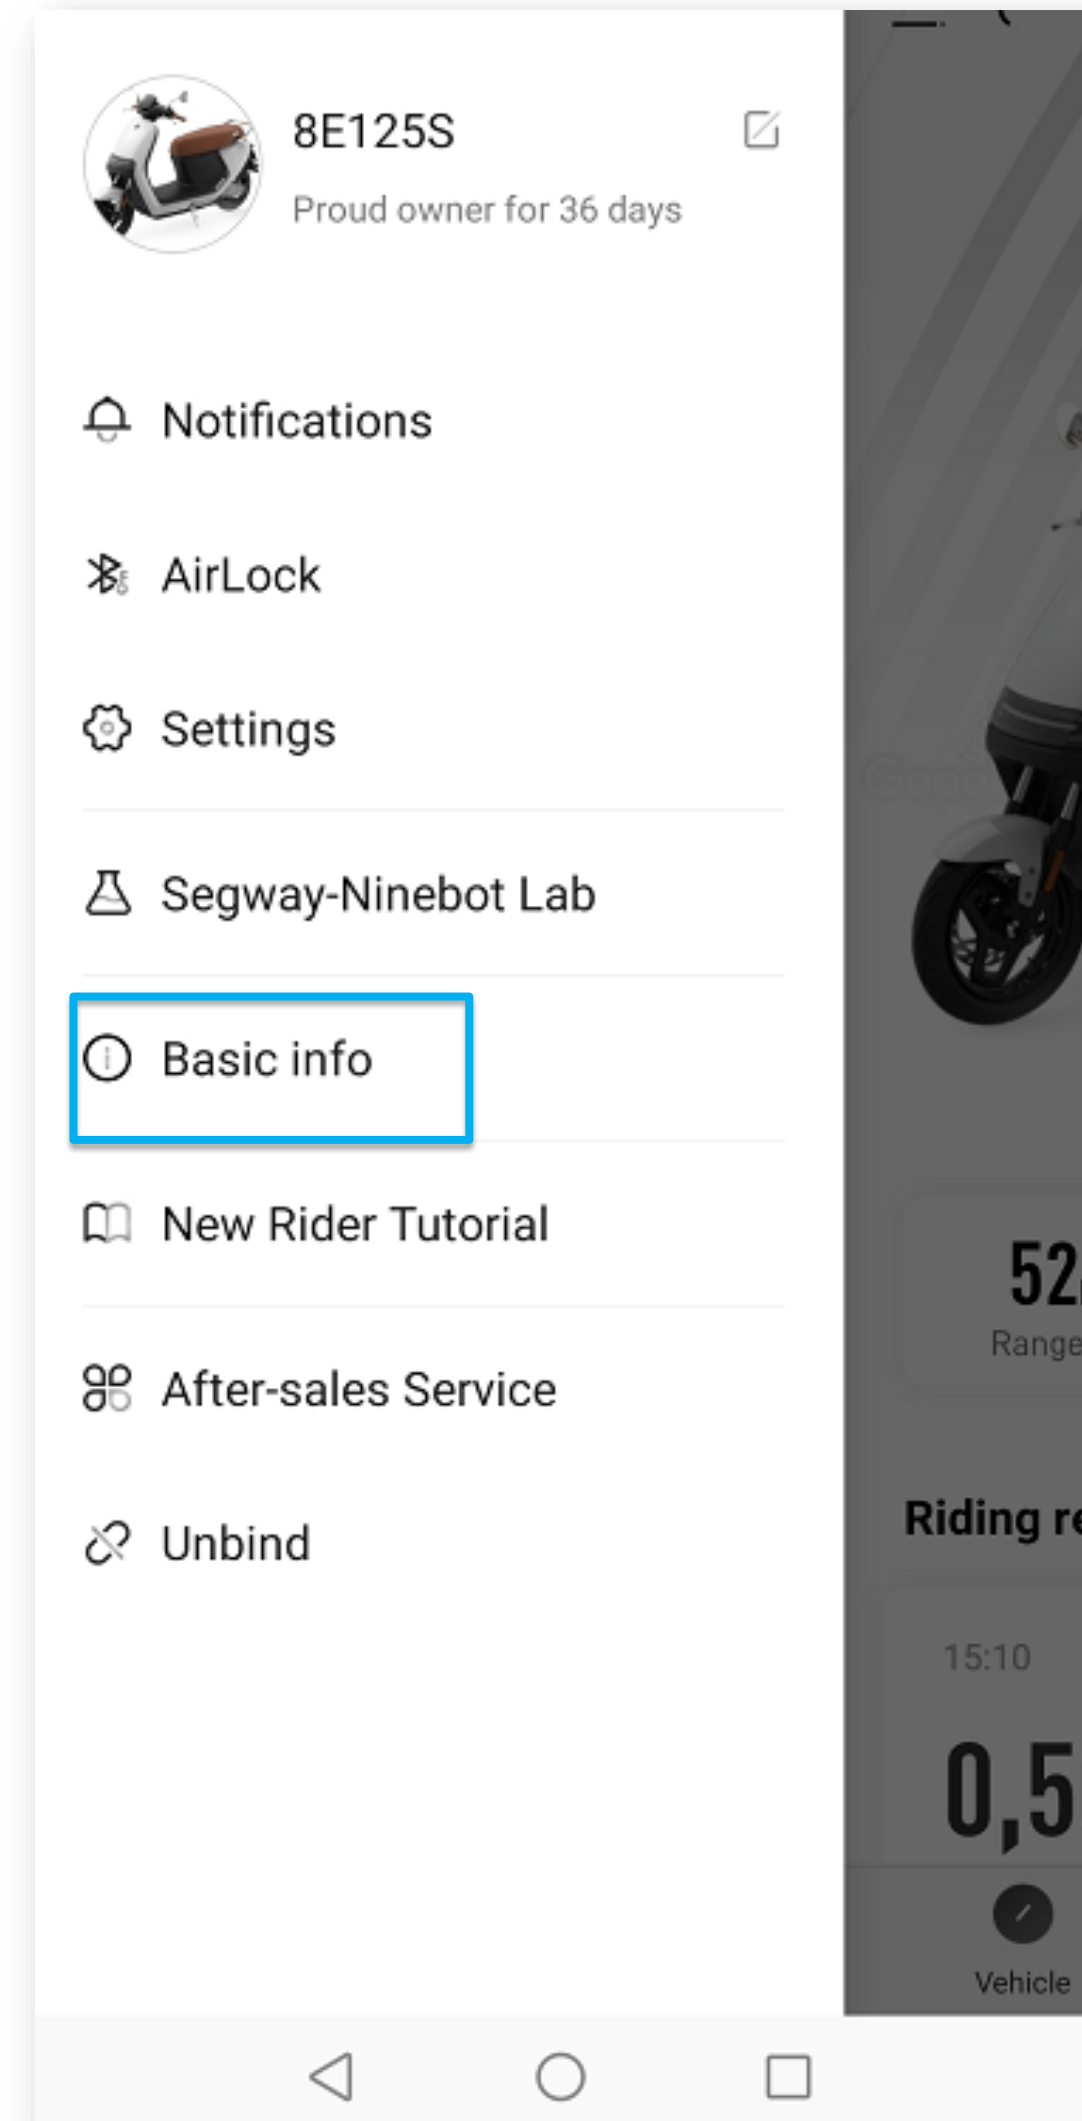 8E125S
Proud owner for 36 days
Notifications
AirLock
Settings
Segway-Ninebot Lab
Basic info
New Rider Tutorial
After-sales Service
Unbind
52
Range
Riding re
15:10
0,5
Vehicle